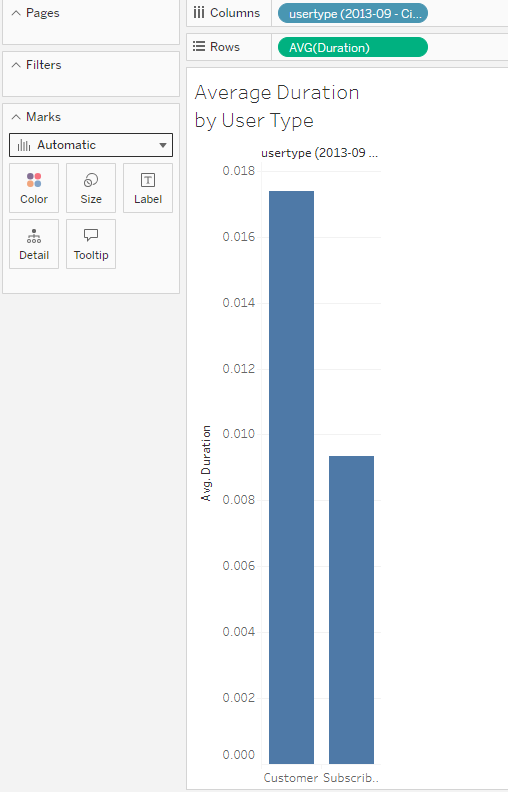 Pages
Columns
usertype (2013-09 - Ci...
Rows
AVG(Duration)
Filters
Marks
Automatic
Color
Size
Label
Detail
Tooltip
Average Duration
by User Type
usertype (2013-09 ...
0.018
0.016
0.014
0.012
0.010
0.008
0.006
0.004
0.002
0.000
Avg. Duration
Customer
Subscrib..